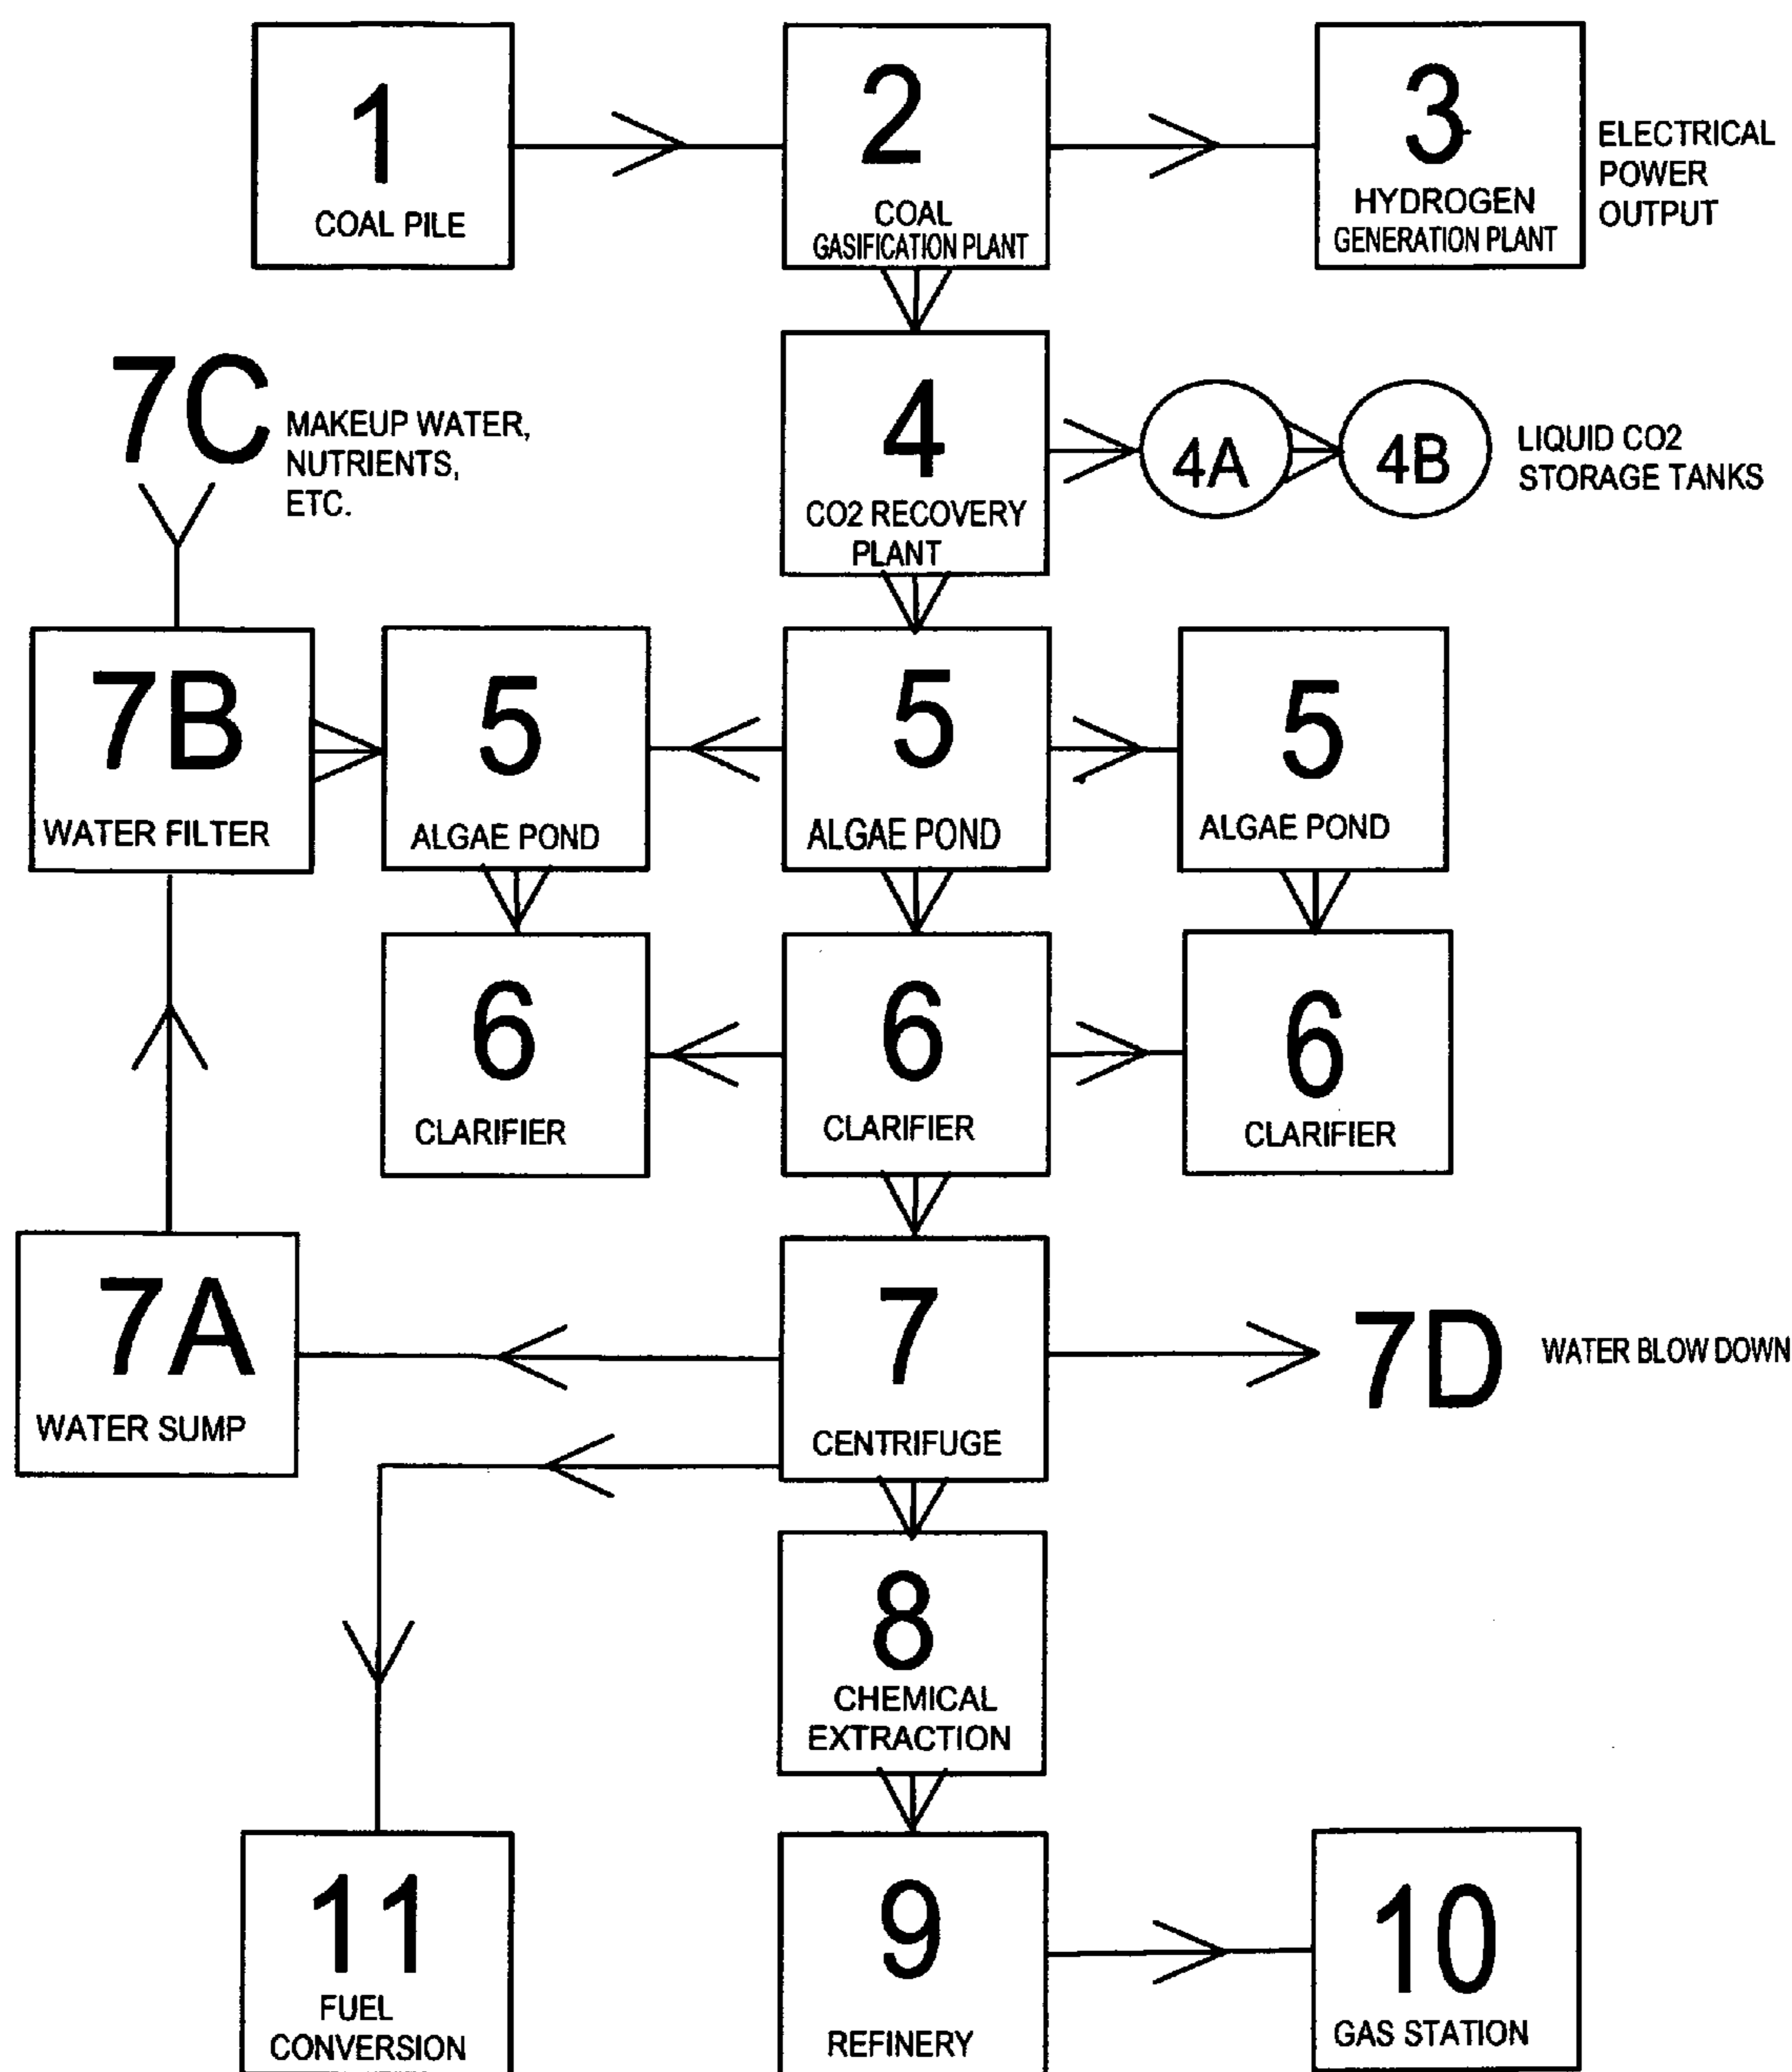 1
COAL PILE
2
COAL
GASIFICATION PLANT
3
HYDROGEN
GENERATION PLANT
ELECTRICAL
POWER
OUTPUT
7C
MAKEUP WATER,
NUTRIENTS,
ETC.
4
CO2 RECOVERY
PLANT
4A
4B
LIQUID CO2
STORAGE TANKS
7B
WATER FILTER
5
ALGAE POND
5
ALGAE POND
5
ALGAE POND
6
CLARIFIER
6
CLARIFIER
6
CLARIFIER
7A
WATER SUMP
7
CENTRIFUGE
7D
WATER BLOW DOWN
8
CHEMICAL
EXTRACTION
11
FUEL
CONVERSION
9
REFINERY
10
GAS STATION